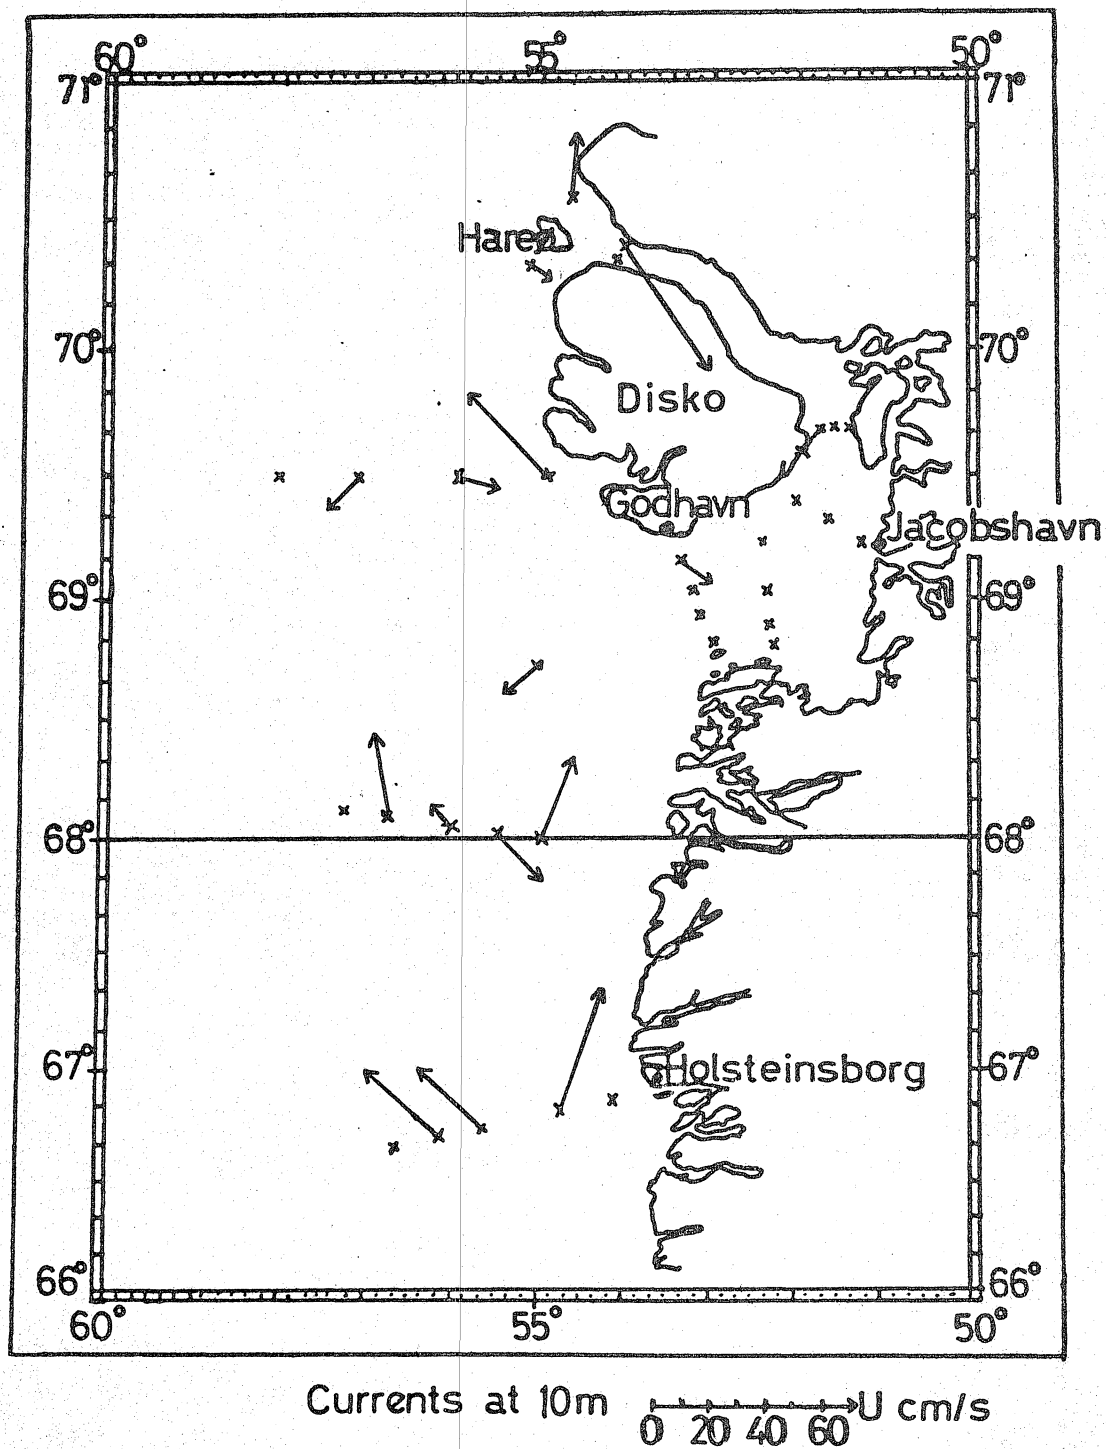 60° 55° 50°
71° 71°
Hareø
70° 70°
Disko
Godhavn
Jacobshavn
69° 69°
68° 68°
67° Holsteinsborg 67°
66° 66°
60° 55° 50°
Currents at 10m U cm/s
0 20 40 60